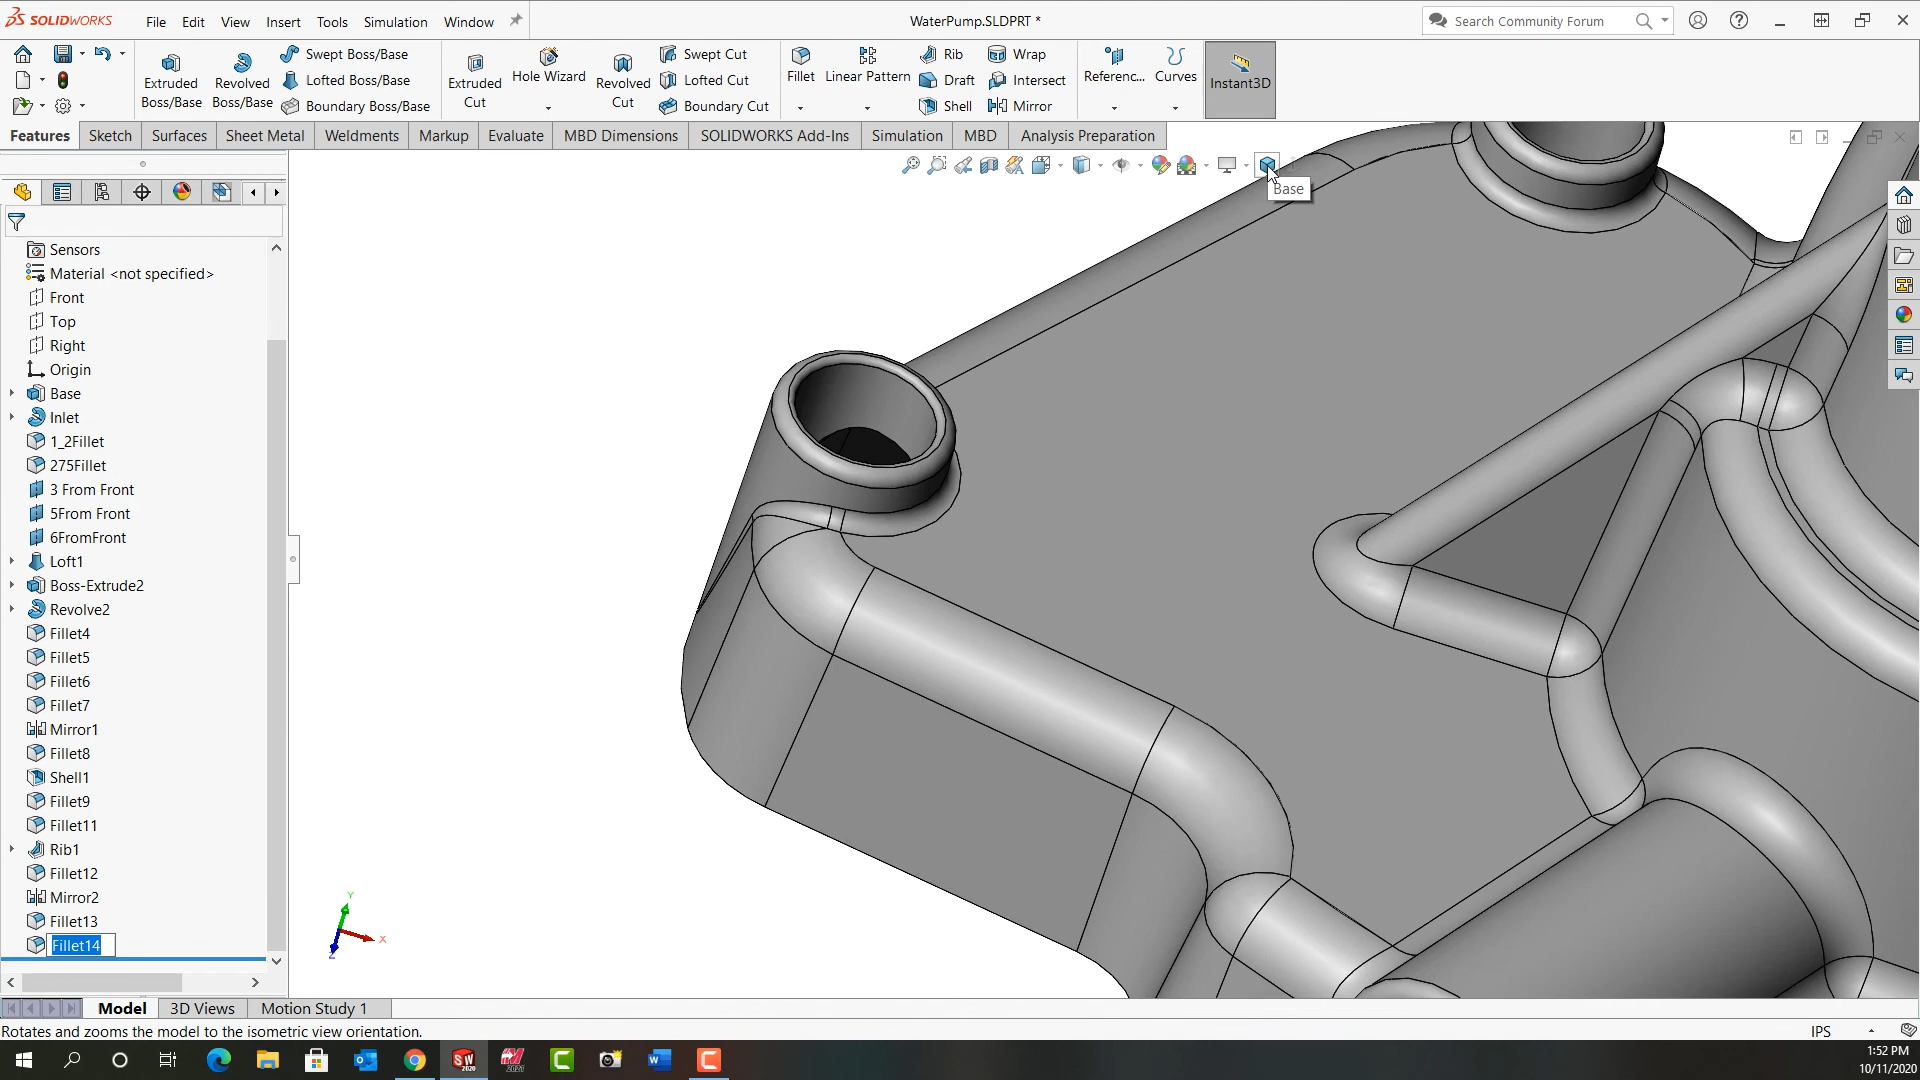 SOLIDWORKS File Edit View Insert Tools Simulation Window WaterPump.SLDPRT * Search Community Forum
Extruded Boss/Base
Revolved Boss/Base
Swept Boss/Base
Lofted Boss/Base
Boundary Boss/Base
Extruded Cut
Hole Wizard
Revolved Cut
Swept Cut
Lofted Cut
Boundary Cut
Fillet
Linear Pattern
Rib
Draft
Shell
Wrap
Intersect
Mirror
Referenc...
Curves
Instant3D
Features Sketch Surfaces Sheet Metal Weldments Markup Evaluate MBD Dimensions SOLIDWORKS Add-Ins Simulation MBD Analysis Preparation
Base
Sensors
Material <not specified>
Front
Top
Right
Origin
Base
Inlet
1_2Fillet
275Fillet
3 From Front
5From Front
6FromFront
Loft1
Boss-Extrude2
Revolve2
Fillet4
Fillet5
Fillet6
Fillet7
Mirror1
Fillet8
Shell1
Fillet9
Fillet11
Rib1
Fillet12
Mirror2
Fillet13
Fillet14
Y
X
Z
Model 3D Views Motion Study 1
Rotates and zooms the model to the isometric view orientation. IPS
1:52 PM
10/11/2020